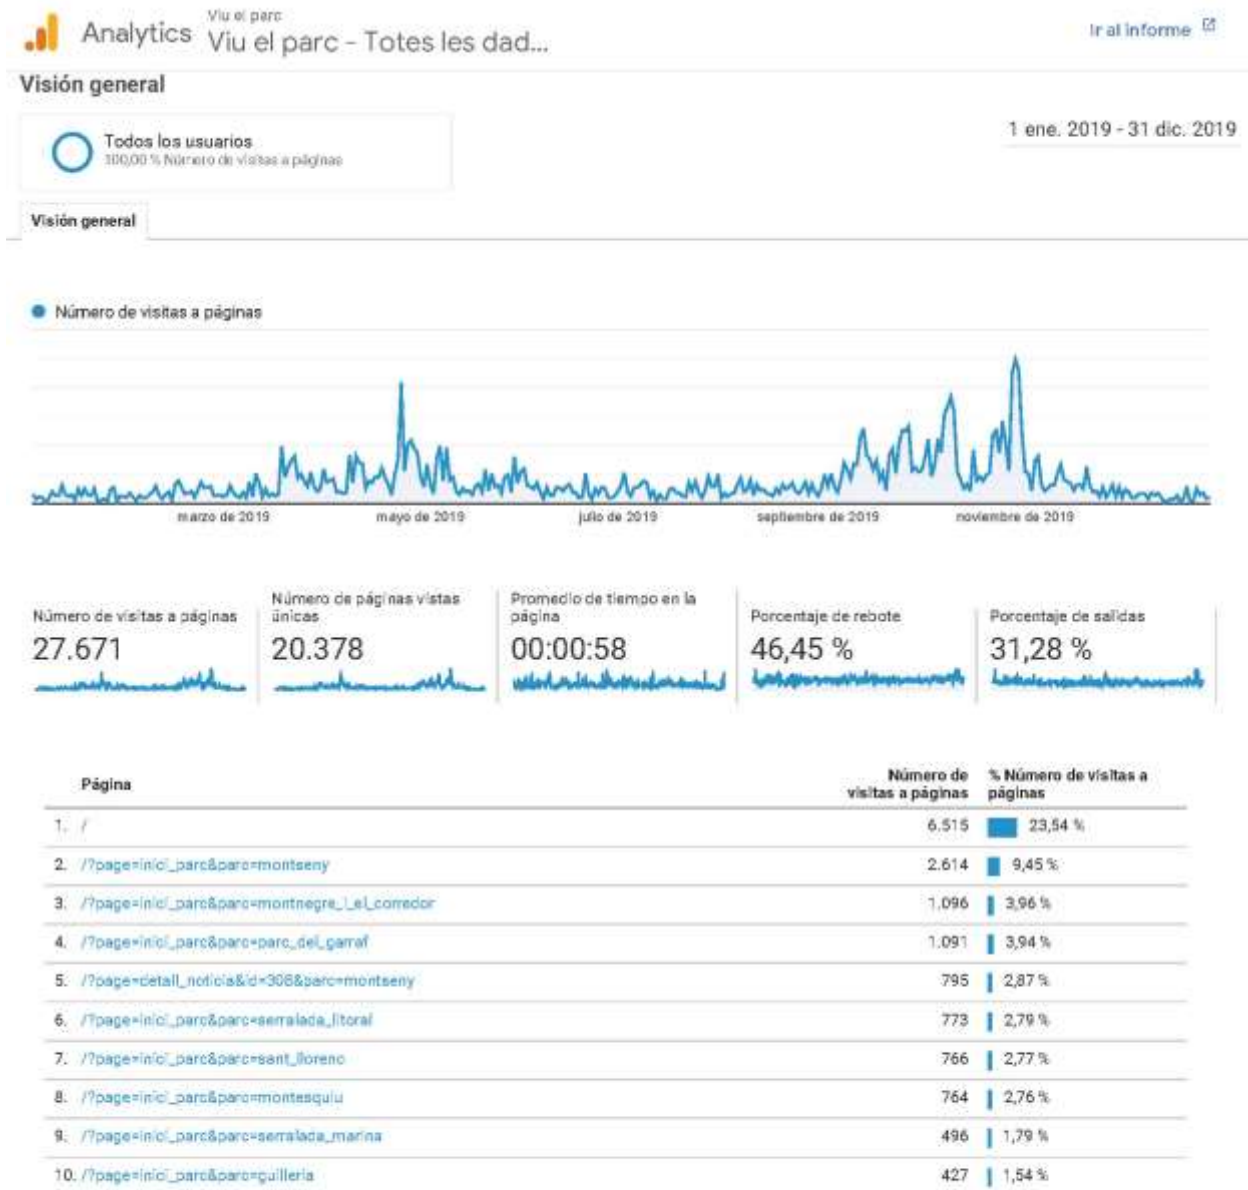 Viu el parc
Analytics Viu el parc - Totes les dad...
Ir al informe
Visión general
1 ene. 2019 - 31 dic. 2019
Todos los usuarios
100,00 % Número de visitas a páginas
Visión general
Número de visitas a páginas
marzo de 2019 mayo de 2019 julio de 2019 septiembre de 2019 noviembre de 2019
Número de visitas a páginas
27.671
Número de páginas vistas
únicas
20.378
Promedio de tiempo en la
página
00:00:58
Porcentaje de rebote
46,45 %
Porcentaje de salidas
31,28 %
Página Número de visitas a páginas % Número de visitas a páginas
1. / 6.515 23,54 %
2. /?page=inici_parc&parc=montseny 2.614 9,45 %
3. /?page=inici_parc&parc=montnegre_i_el_corredor 1.096 3,96 %
4. /?page=inici_parc&parc=parc_del_garraf 1.091 3,94 %
5. /?page=detall_noticia&id=308&parc=montseny 795 2,87 %
6. /?page=inici_parc&parc=serralada_litoral 773 2,79 %
7. /?page=inici_parc&parc=sant_llorenc 766 2,77 %
8. /?page=inici_parc&parc=montesquiu 764 2,76 %
9. /?page=inici_parc&parc=serralada_marina 496 1,79 %
10. /?page=inici_parc&parc=guilleria 427 1,54 %